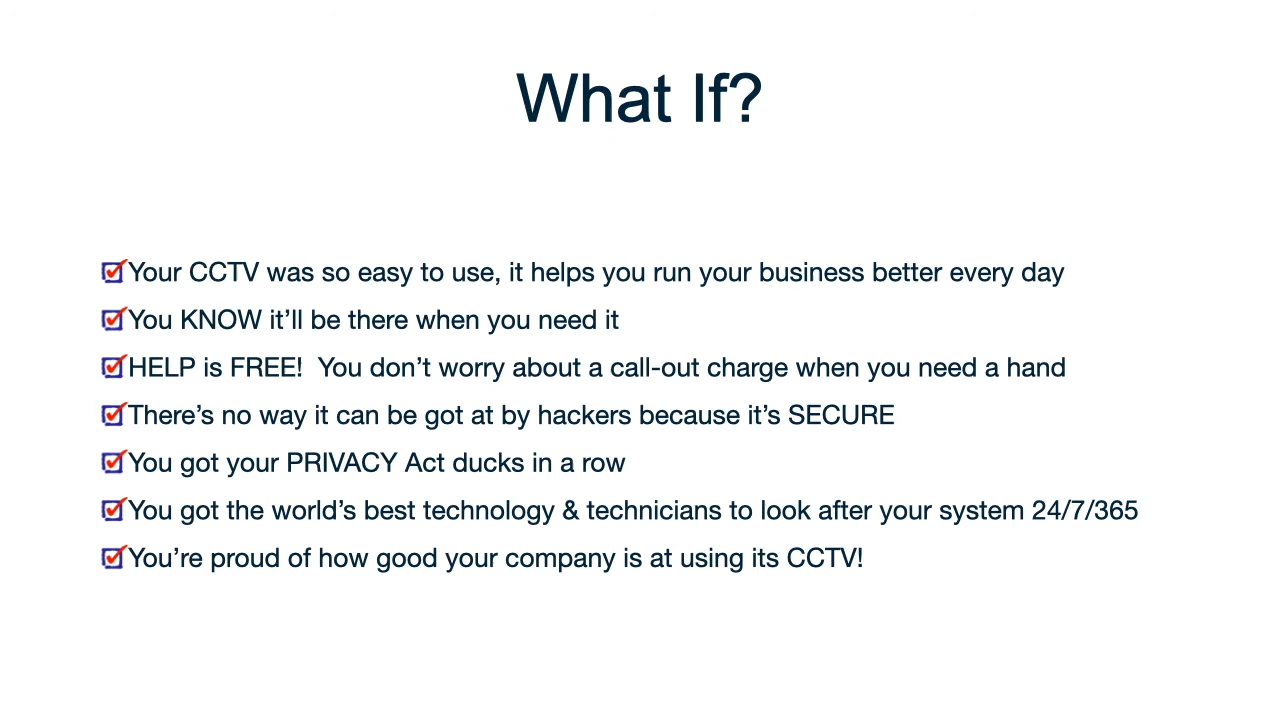 What If?
Your CCTV was so easy to use, it helps you run your business better every day
You KNOW it’ll be there when you need it
HELP is FREE!  You don’t worry about a call-out charge when you need a hand
There’s no way it can be got at by hackers because it’s SECURE
You got your PRIVACY Act ducks in a row
You got the world’s best technology & technicians to look after your system 24/7/365
You’re proud of how good your company is at using its CCTV!